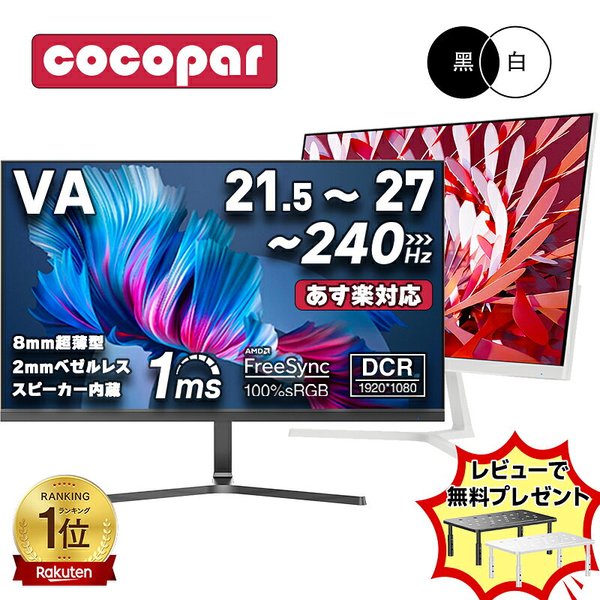 cocopar
黑 白
VA
21.5～27
～240Hz
あす楽対応
8mm超薄型
2mmベゼルレス
スピーカー内蔵
1ms
AMD
FreeSync
100%sRGB
DCR
1920*1080
RANKING
ランキング
1位
Rakuten
レビューで
無料プレゼント